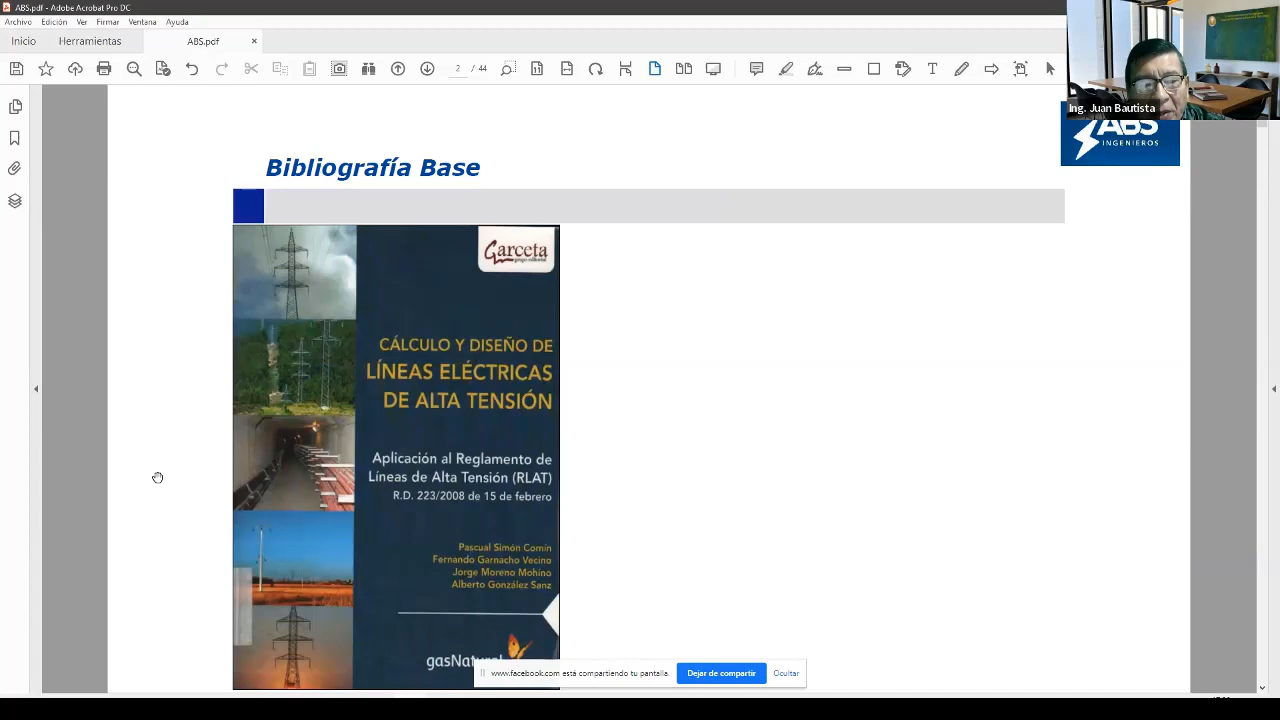 ABS.pdf - Adobe Acrobat Pro DC
Archivo Edición Ver Firmar Ventana Ayuda
Inicio Herramientas ABS.pdf ×
2 / 44
Ing. Juan Bautista
ABS
INGENIEROS
Bibliografía Base
Garceta
grupo editorial
CÁLCULO Y DISEÑO DE
LÍNEAS ELÉCTRICAS
DE ALTA TENSIÓN
Aplicación al Reglamento de
Líneas de Alta Tensión (RLAT)
R.D. 223/2008 de 15 de febrero
Pascual Simón Comín
Fernando Garnacho Vecino
Jorge Moreno Mohíno
Alberto González Sanz
gasNatural
www.facebook.com está compartiendo tu pantalla. Dejar de compartir Ocultar